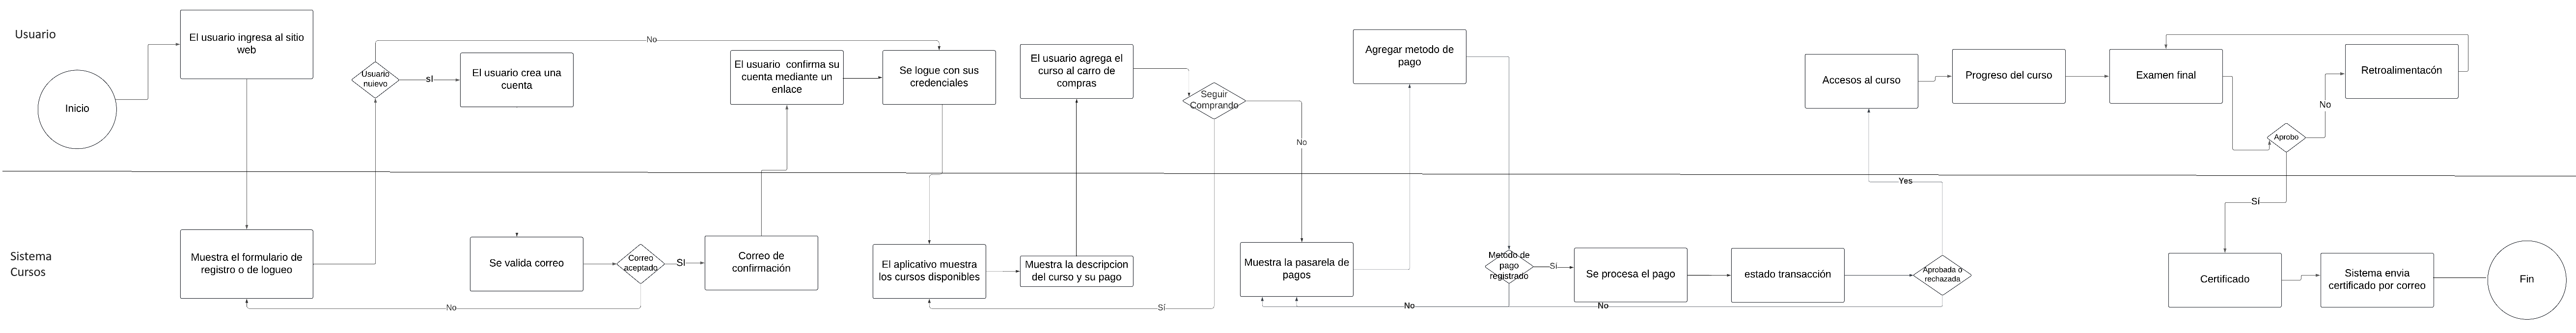 Usuario
Inicio
El usuario ingresa al sitio
web
Usuario
nuievo
No
sI
El usuario crea una
cuenta
El usuario confirma su
cuenta mediante un
enlace
Se logue con sus
credenciales
El usuario agrega el
curso al carro de
compras
Seguir
Comprando
No
Agregar metodo de
pago
Accesos al curso
Progreso del curso
Examen final
Retroalimentacón
No
Aprobo
Sistema
Cursos
Muestra el formulario de
registro o de logueo
Se valida correo
Correo
aceptado
SI
No
Correo de
confirmación
El aplicativo muestra
los cursos disponibles
Muestra la descripcion
del curso y su pago
Sí
Muestra la pasarela de
pagos
No
Metodo de
pago
registrado
Si
Se procesa el pago
No
estado transacción
Aprobada o
rechazada
Yes
Sí
Certificado
Sistema envia
certificado por correo
Fin